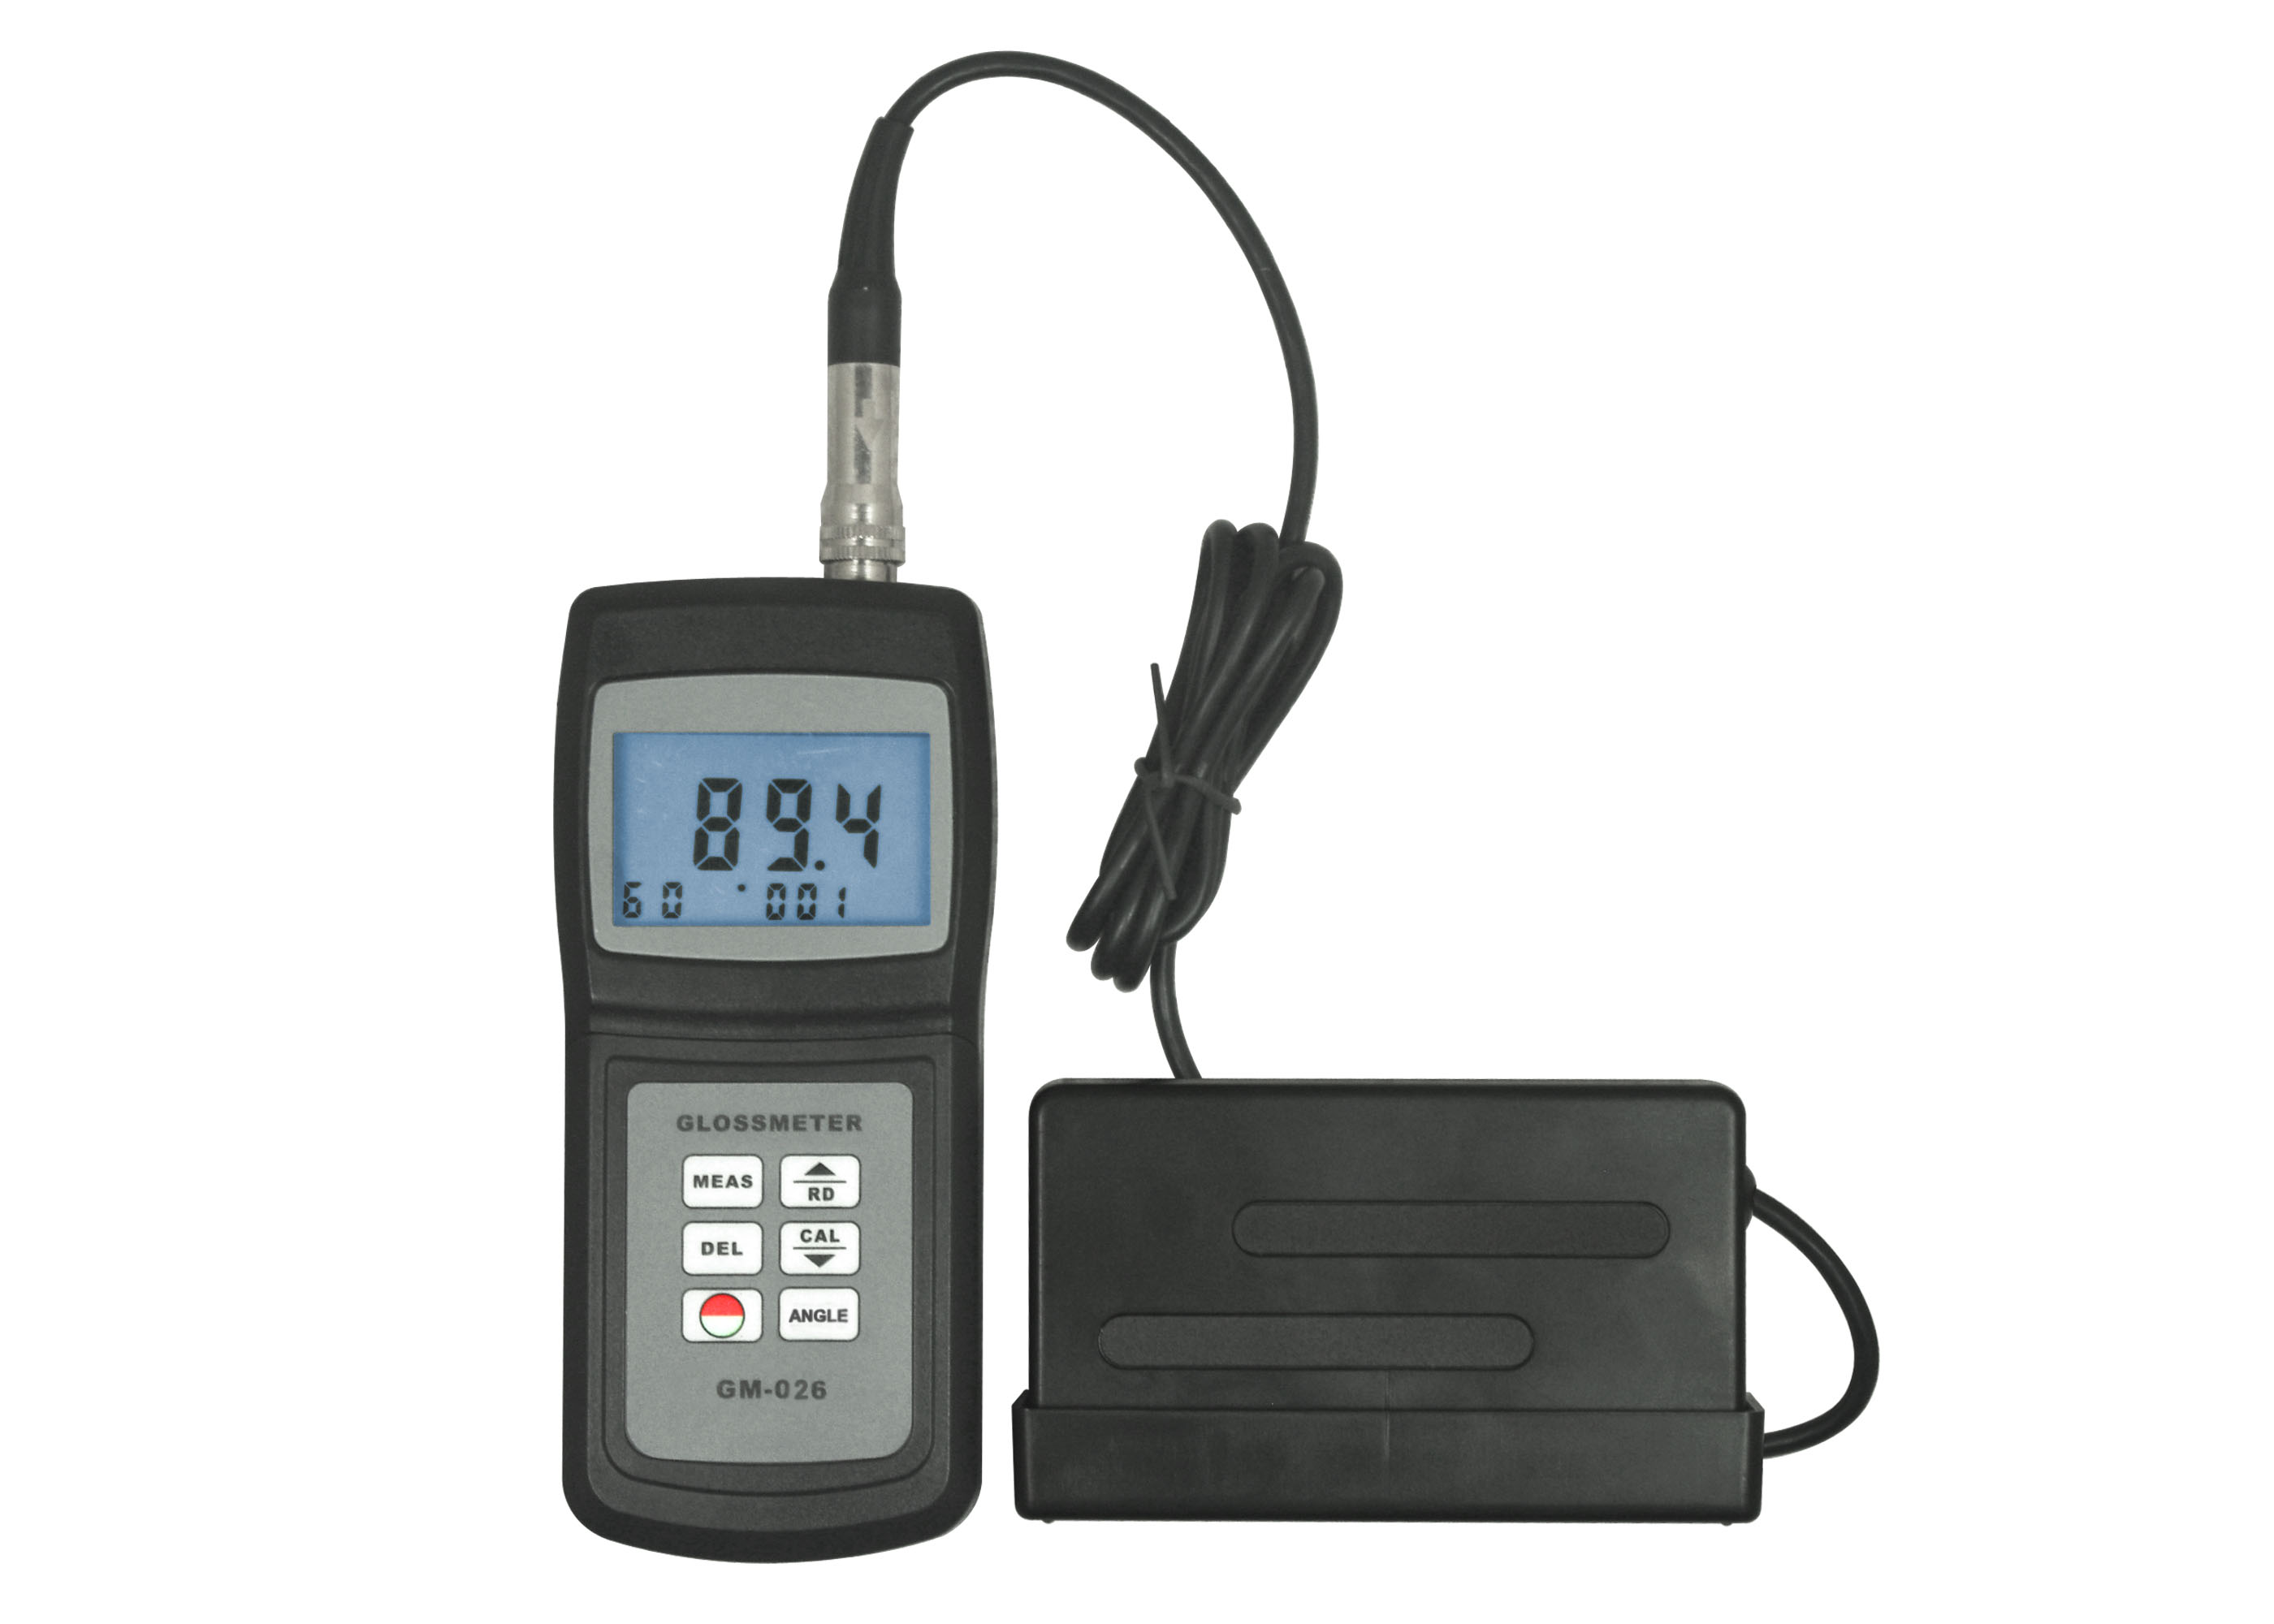 89.4
60 001
GLOSSMETER
MEAS RD
DEL CAL
ANGLE
GM-026